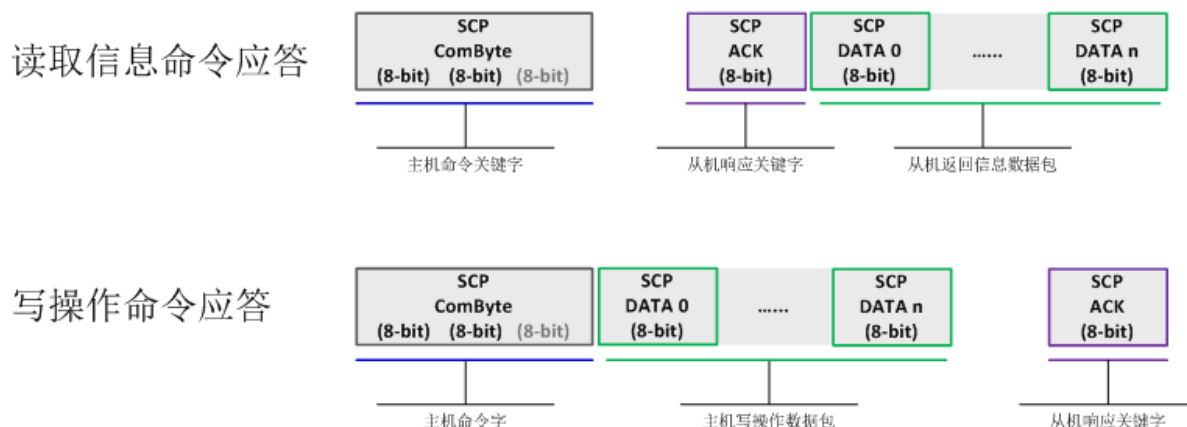 读取信息命令应答
SCP
ComByte
(8-bit) (8-bit) (8-bit)
SCP
ACK
(8-bit)
SCP
DATA 0
(8-bit)
......
SCP
DATA n
(8-bit)
主机命令关键字
从机响应关键字
从机返回信息数据包
写操作命令应答
SCP
ComByte
(8-bit) (8-bit) (8-bit)
SCP
DATA 0
(8-bit)
......
SCP
DATA n
(8-bit)
SCP
ACK
(8-bit)
主机命令字
主机写操作数据包
从机响应关键字